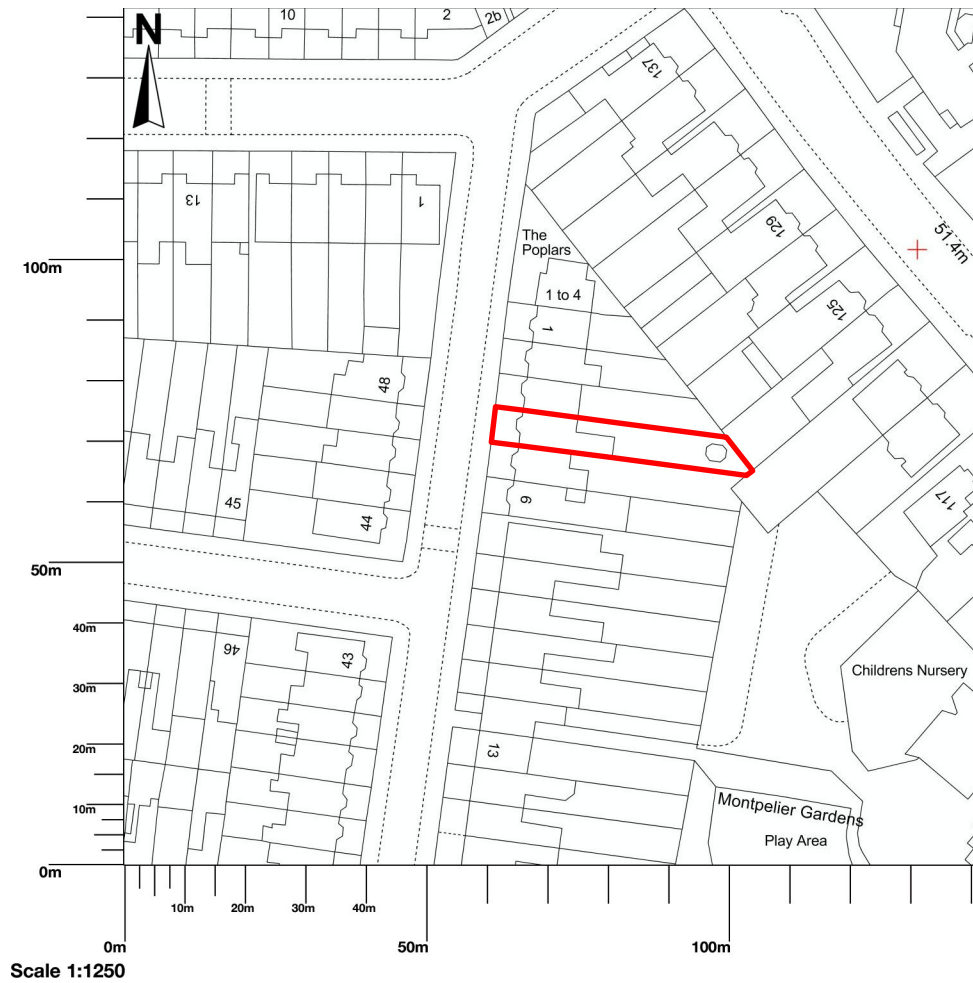 10
2
2b
N
137
13
1
129
51.4m
The
Poplars
100m
1 to 4
125
1
48
45
44
6
117
50m
40m
46
43
Childrens Nursery
30m
20m
13
10m
Montpelier Gardens
Play Area
0m
10m
20m
30m
40m
0m
50m
100m
Scale 1:1250